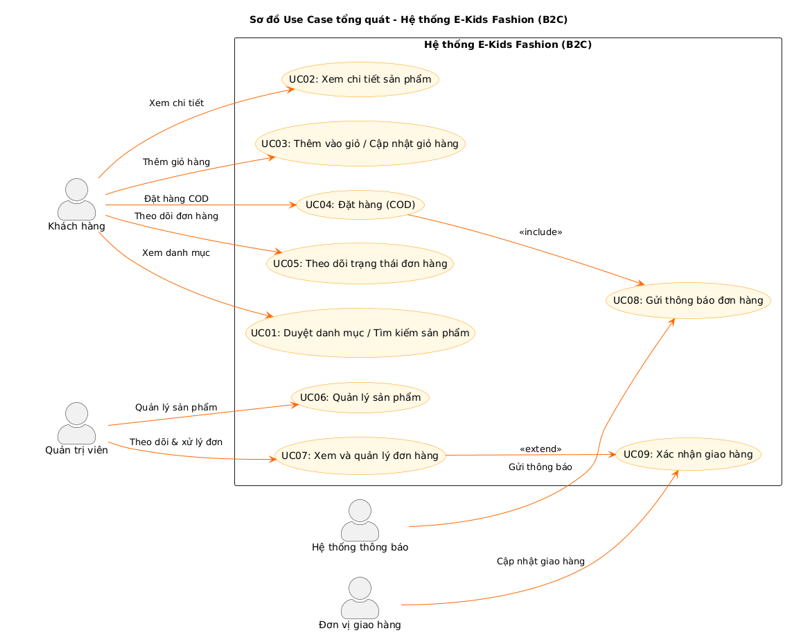 Sơ đồ Use Case tổng quát - Hệ thống E-Kids Fashion (B2C)
Hệ thống E-Kids Fashion (B2C)
UC02: Xem chi tiết sản phẩm
Xem chi tiết
UC03: Thêm vào giỏ / Cập nhật giỏ hàng
Thêm giỏ hàng
Đặt hàng COD
UC04: Đặt hàng (COD)
Theo dõi đơn hàng
Khách hàng
«include»
Xem danh mục
UC05: Theo dõi trạng thái đơn hàng
UC08: Gửi thông báo đơn hàng
UC01: Duyệt danh mục / Tìm kiếm sản phẩm
UC06: Quản lý sản phẩm
Quản lý sản phẩm
Quản trị viên
Theo dõi & xử lý đơn
UC07: Xem và quản lý đơn hàng
«extend»
UC09: Xác nhận giao hàng
Gửi thông báo
Hệ thống thông báo
Cập nhật giao hàng
Đơn vị giao hàng